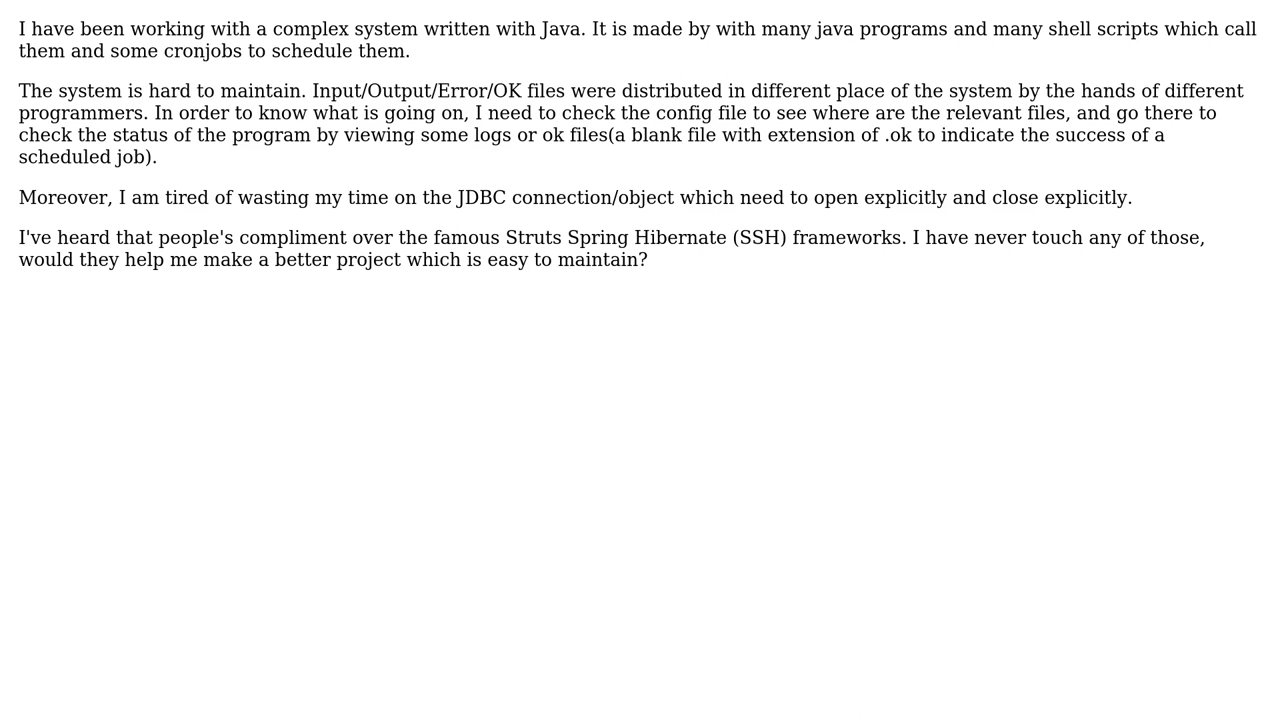 I have been working with a complex system written with Java. It is made by with many java programs and many shell scripts which call
them and some cronjobs to schedule them.
The system is hard to maintain. Input/Output/Error/OK files were distributed in different place of the system by the hands of different
programmers. In order to know what is going on, I need to check the config file to see where are the relevant files, and go there to
check the status of the program by viewing some logs or ok files(a blank file with extension of .ok to indicate the success of a
scheduled job).
Moreover, I am tired of wasting my time on the JDBC connection/object which need to open explicitly and close explicitly.
I've heard that people's compliment over the famous Struts Spring Hibernate (SSH) frameworks. I have never touch any of those,
would they help me make a better project which is easy to maintain?